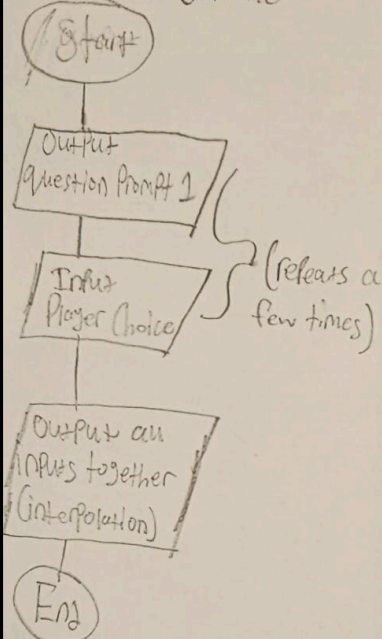 Start
Output
Question Prompt 1
Input
Player Choice
(repeats a
few times)
Output all
inputs together
(interpolation)
End